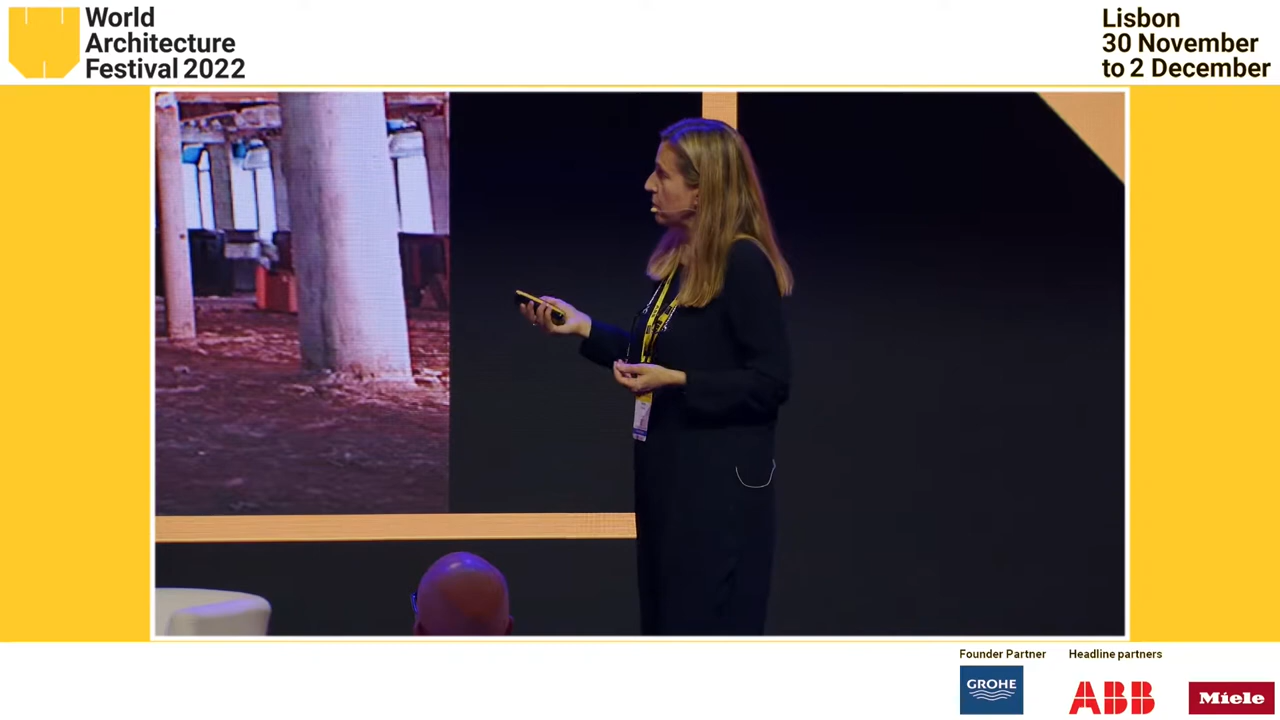 World
Architecture
Festival 2022
Lisbon
30 November
to 2 December
Founder Partner
Headline partners
GROHE
ABB
Miele